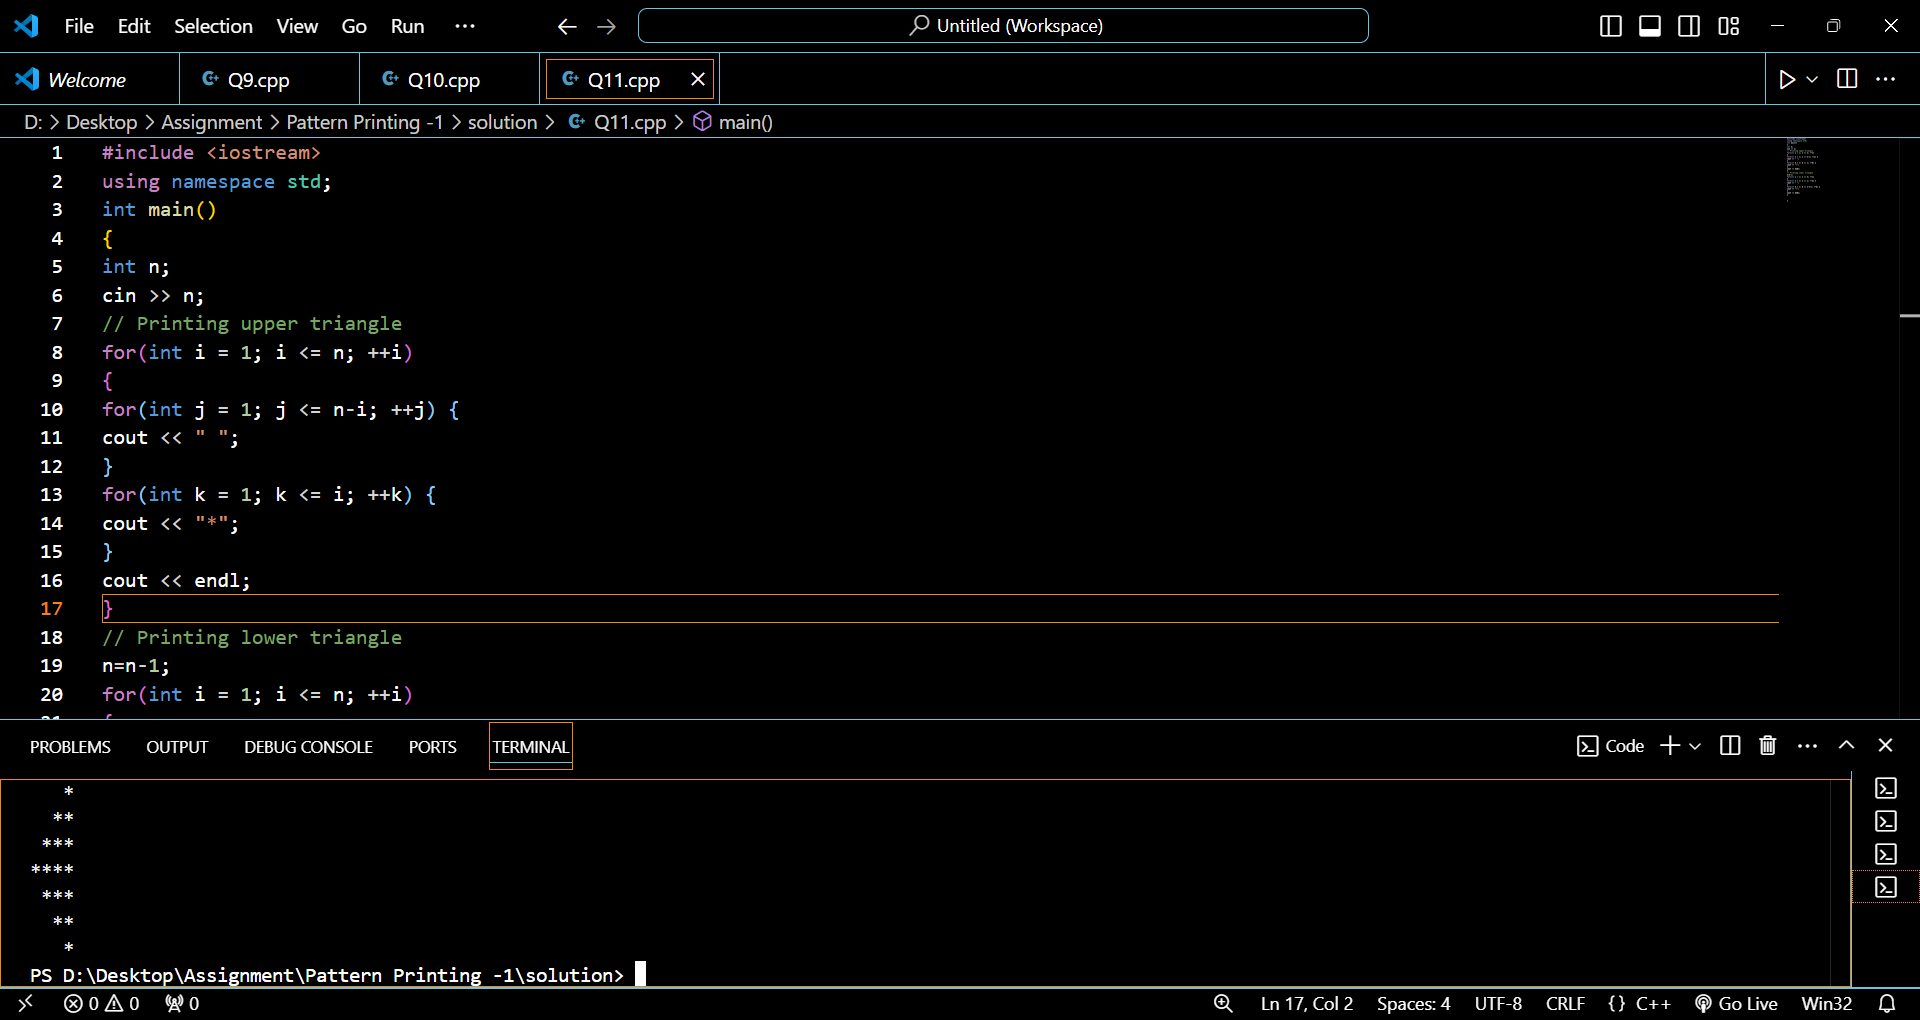 File Edit Selection View Go Run ··· Untitled (Workspace)
Welcome Q9.cpp Q10.cpp Q11.cpp
D: > Desktop > Assignment > Pattern Printing -1 > solution > Q11.cpp > main()
1 #include <iostream>
2 using namespace std;
3 int main()
4 {
5 int n;
6 cin >> n;
7 // Printing upper triangle
8 for(int i = 1; i <= n; ++i)
9 {
10 for(int j = 1; j <= n-i; ++j) {
11 cout << " ";
12 }
13 for(int k = 1; k <= i; ++k) {
14 cout << "*";
15 }
16 cout << endl;
17 }
18 // Printing lower triangle
19 n=n-1;
20 for(int i = 1; i <= n; ++i)
PROBLEMS OUTPUT DEBUG CONSOLE PORTS TERMINAL Code
   *
  **
 ***
****
 ***
  **
   *
PS D:\Desktop\Assignment\Pattern Printing -1\solution>
0 0 0 Ln 17, Col 2 Spaces: 4 UTF-8 CRLF {} C++ Go Live Win32